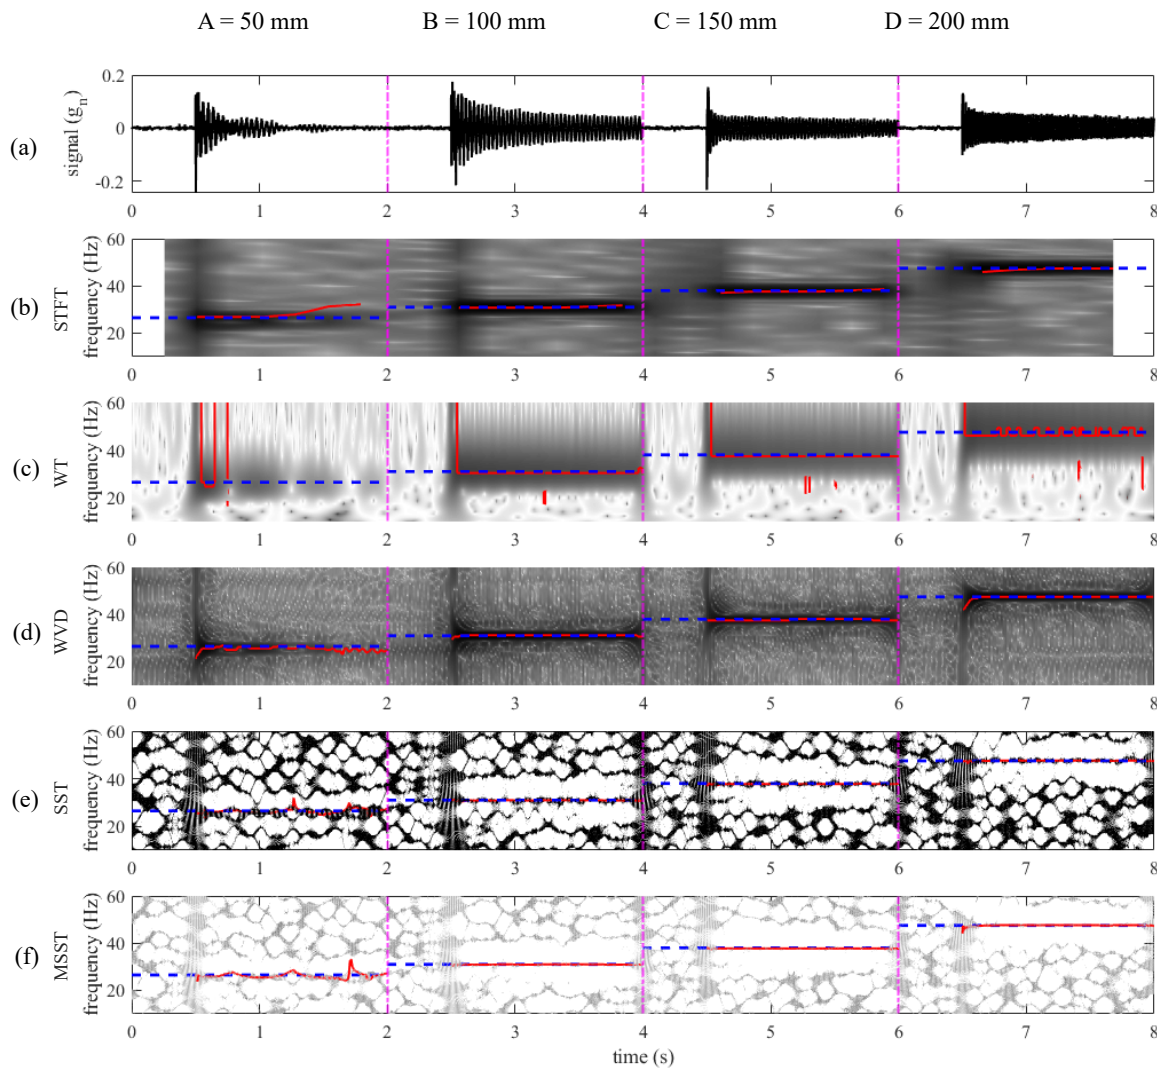 A = 50 mm B = 100 mm C = 150 mm D = 200 mm
(a)
signal (gn)
0.2
0
-0.2
0 1 2 3 4 5 6 7 8
(b)
STFT
frequency (Hz)
60
40
20
0 1 2 3 4 5 6 7 8
(c)
WT
frequency (Hz)
60
40
20
0 1 2 3 4 5 6 7 8
(d)
WVD
frequency (Hz)
60
40
20
0 1 2 3 4 5 6 7 8
(e)
SST
frequency (Hz)
60
40
20
0 1 2 3 4 5 6 7 8
(f)
MSST
frequency (Hz)
60
40
20
0 1 2 3 4 5 6 7 8
time (s)